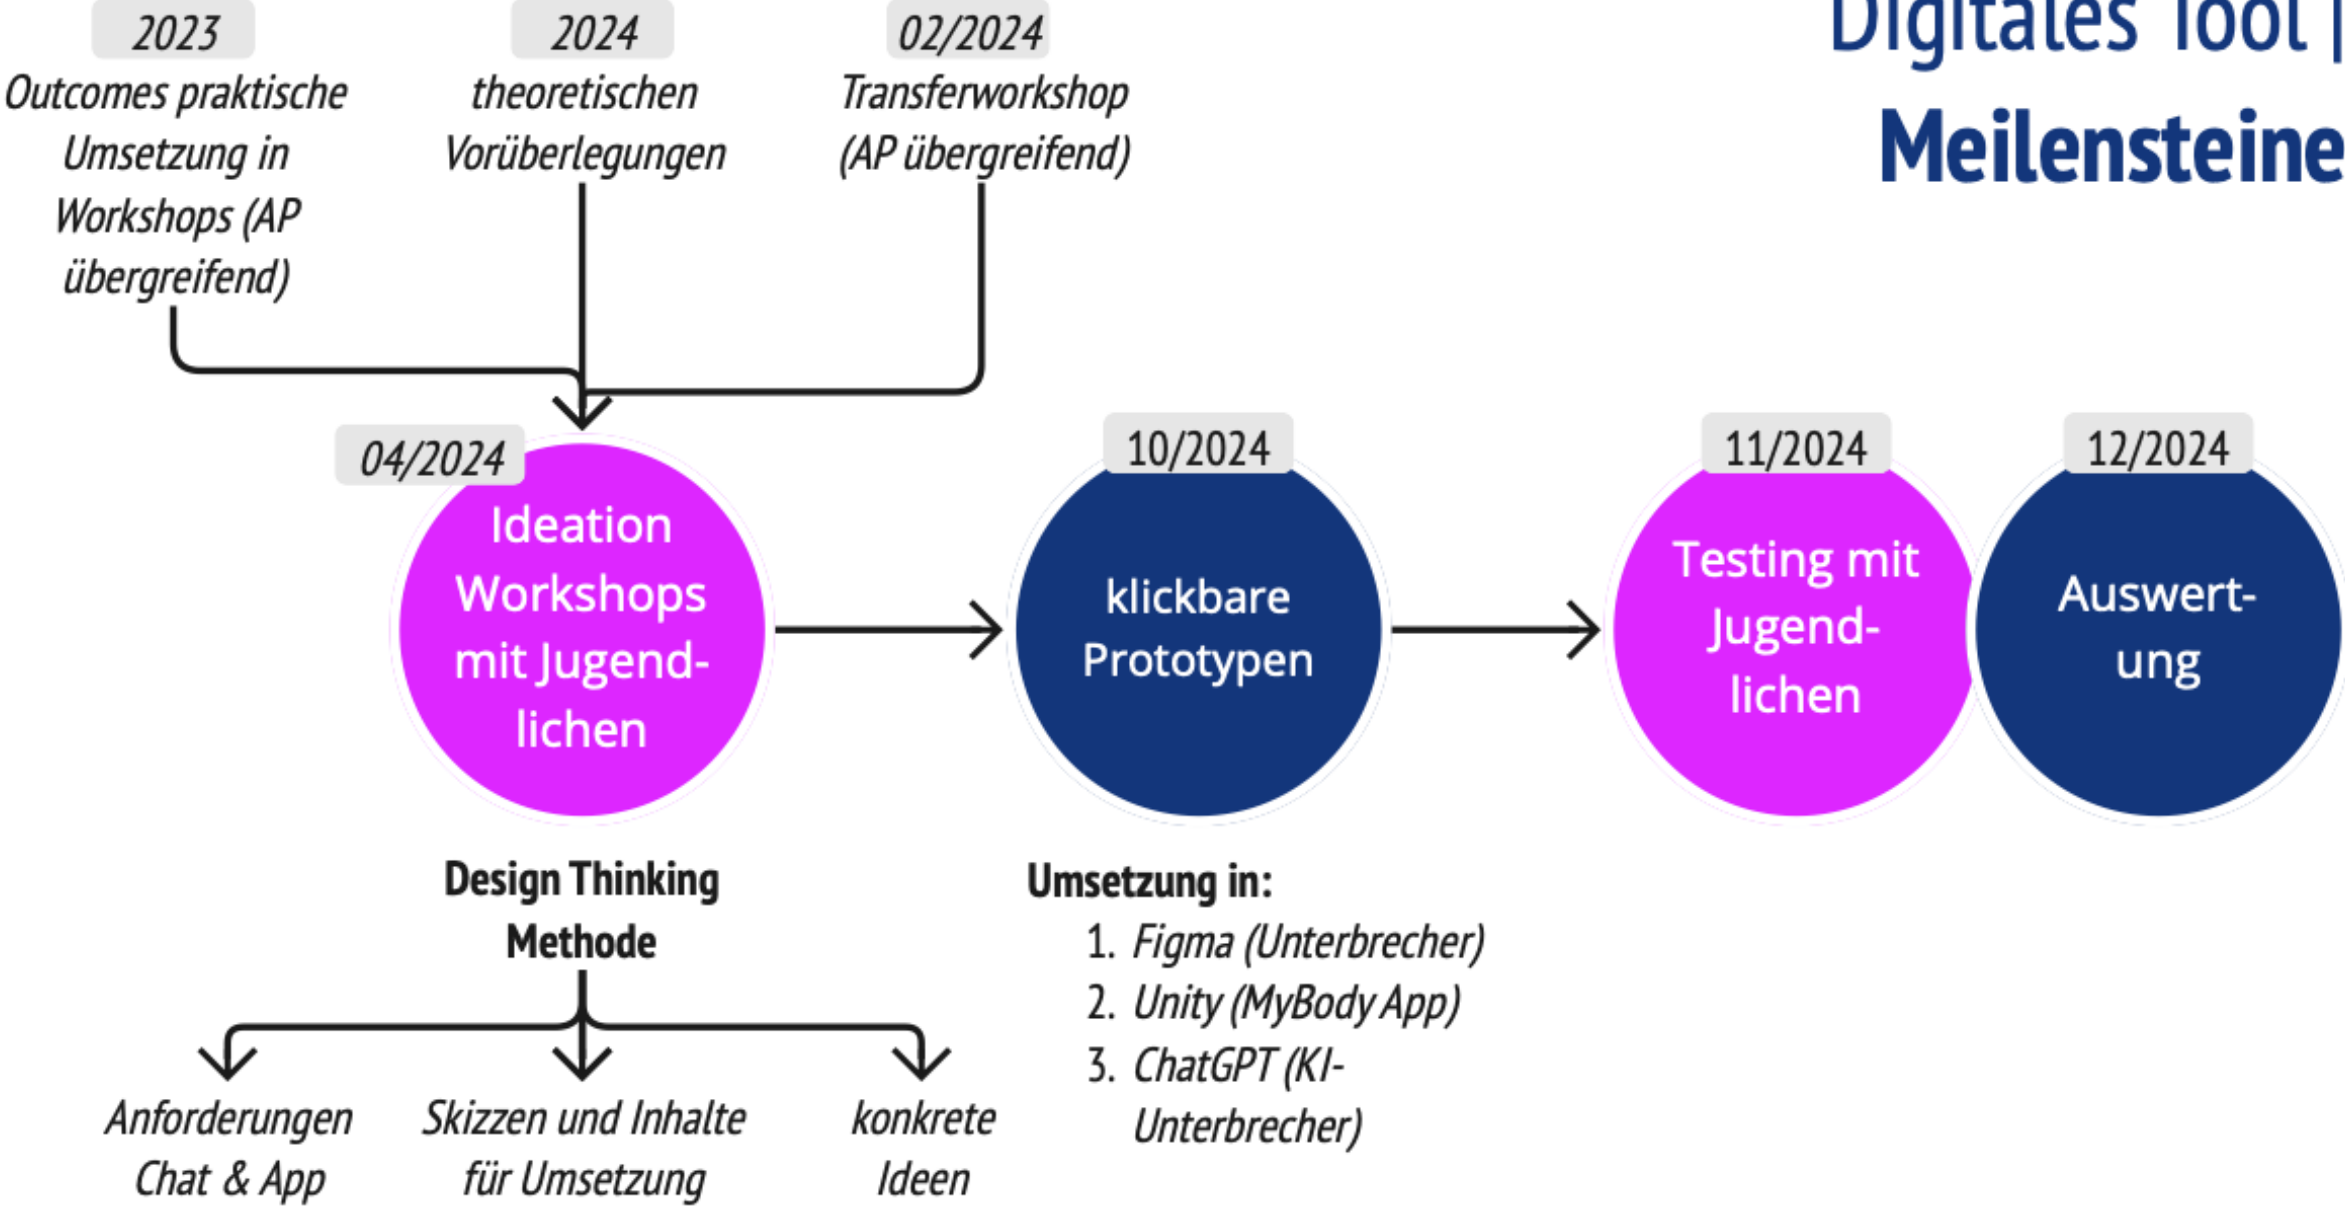 Digitales Tool |
Meilensteine
2023
Outcomes praktische
Umsetzung in
Workshops (AP
übergreifend)
2024
theoretischen
Vorüberlegungen
02/2024
Transferworkshop
(AP übergreifend)
04/2024
Ideation
Workshops
mit Jugend-
lichen
10/2024
klickbare
Prototypen
11/2024
Testing mit
Jugend-
lichen
12/2024
Auswert-
ung
Design Thinking
Methode
Anforderungen
Chat & App
Skizzen und Inhalte
für Umsetzung
konkrete
Ideen
Umsetzung in:
1. Figma (Unterbrecher)
2. Unity (MyBody App)
3. ChatGPT (KI-
Unterbrecher)